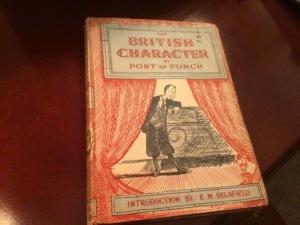 THE
BRITISH
CHARACTER
BY
PONT OF PUNCH
INTRODUCTION BY E. M. DELAFIELD